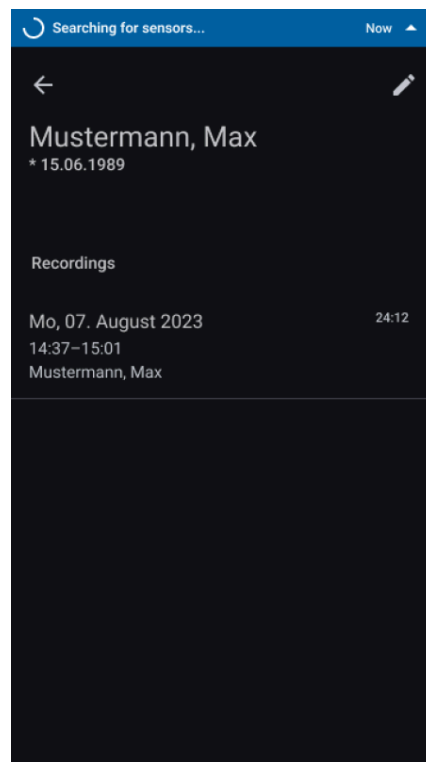 Searching for sensors... Now
Mustermann, Max
* 15.06.1989
Recordings
Mo, 07. August 2023 24:12
14:37–15:01
Mustermann, Max